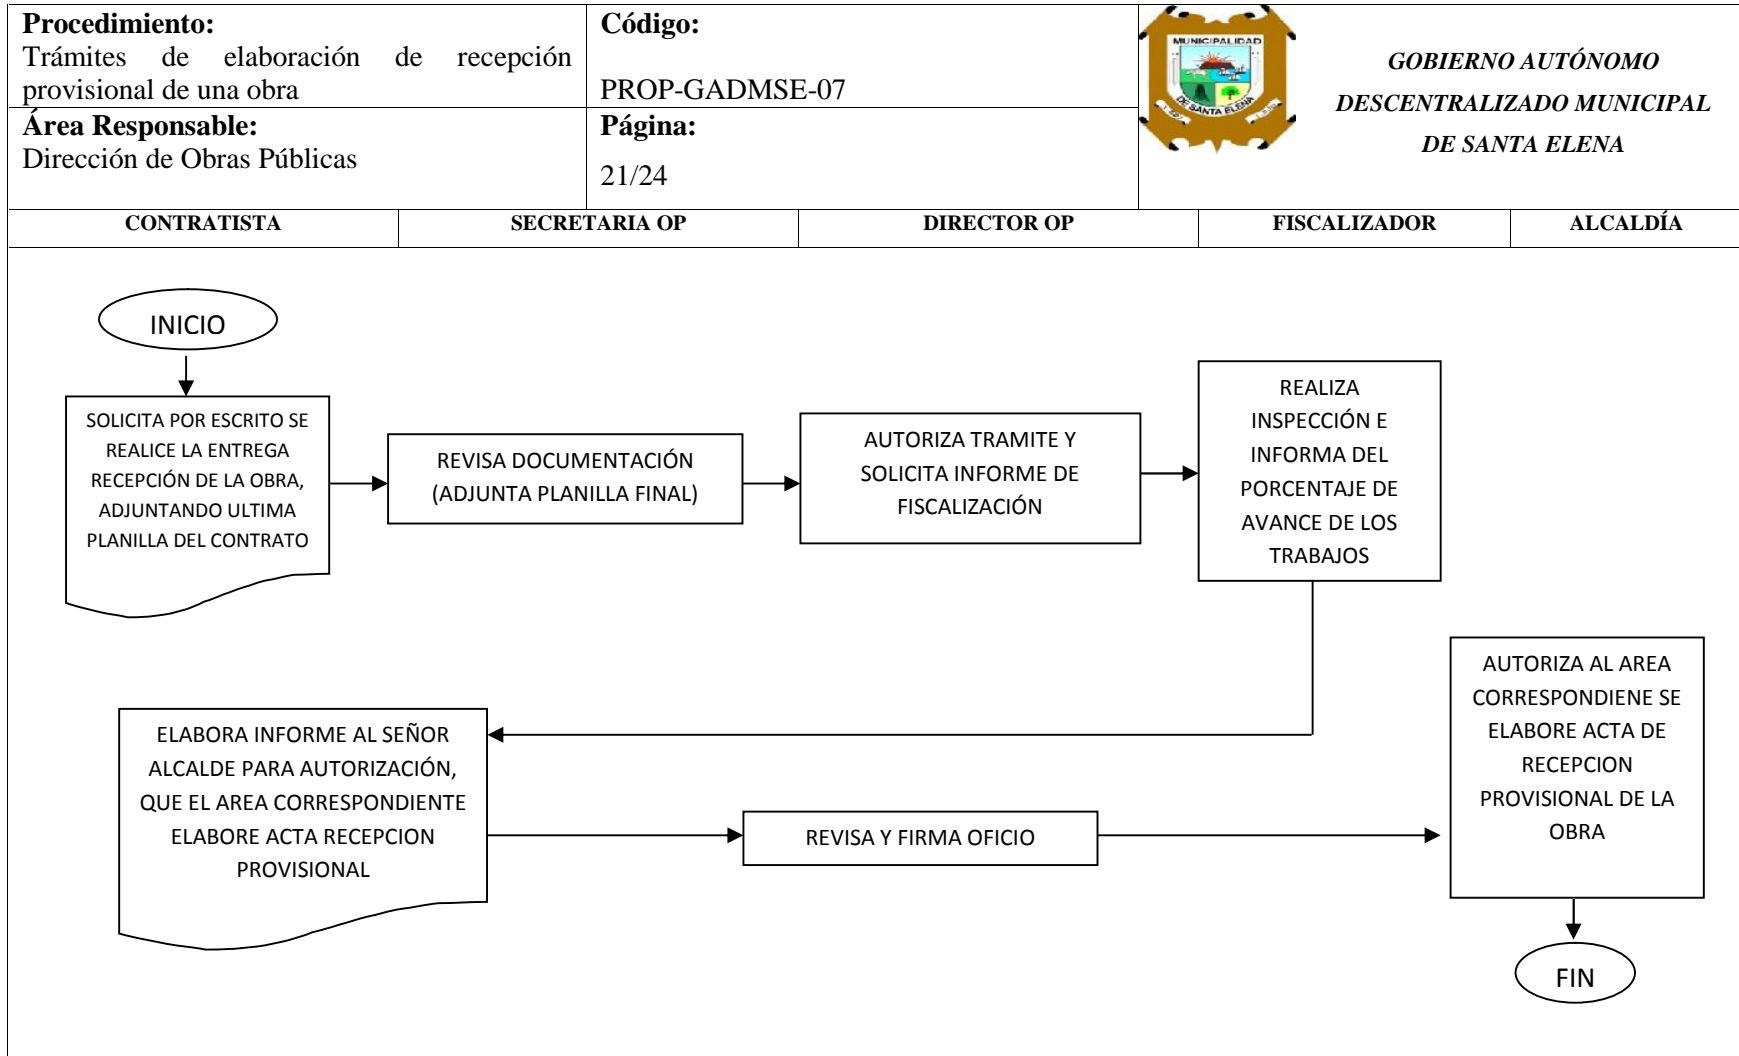 Procedimiento:
Trámites de elaboración de recepción
provisional de una obra
Código:
PROP-GADMSE-07
Área Responsable:
Dirección de Obras Públicas
Página:
21/24
MUNICIPALIDAD
DE SANTA ELENA
GOBIERNO AUTÓNOMO
DESCENTRALIZADO MUNICIPAL
DE SANTA ELENA
CONTRATISTA
SECRETARIA OP
DIRECTOR OP
FISCALIZADOR
ALCALDÍA
INICIO
SOLICITA POR ESCRITO SE
REALICE LA ENTREGA
RECEPCIÓN DE LA OBRA,
ADJUNTANDO ULTIMA
PLANILLA DEL CONTRATO
REVISA DOCUMENTACIÓN
(ADJUNTA PLANILLA FINAL)
AUTORIZA TRAMITE Y
SOLICITA INFORME DE
FISCALIZACIÓN
REALIZA
INSPECCIÓN E
INFORMA DEL
PORCENTAJE DE
AVANCE DE LOS
TRABAJOS
ELABORA INFORME AL SEÑOR
ALCALDE PARA AUTORIZACIÓN,
QUE EL AREA CORRESPONDIENTE
ELABORE ACTA RECEPCION
PROVISIONAL
REVISA Y FIRMA OFICIO
AUTORIZA AL AREA
CORRESPONDIENE SE
ELABORE ACTA DE
RECEPCION
PROVISIONAL DE LA
OBRA
FIN